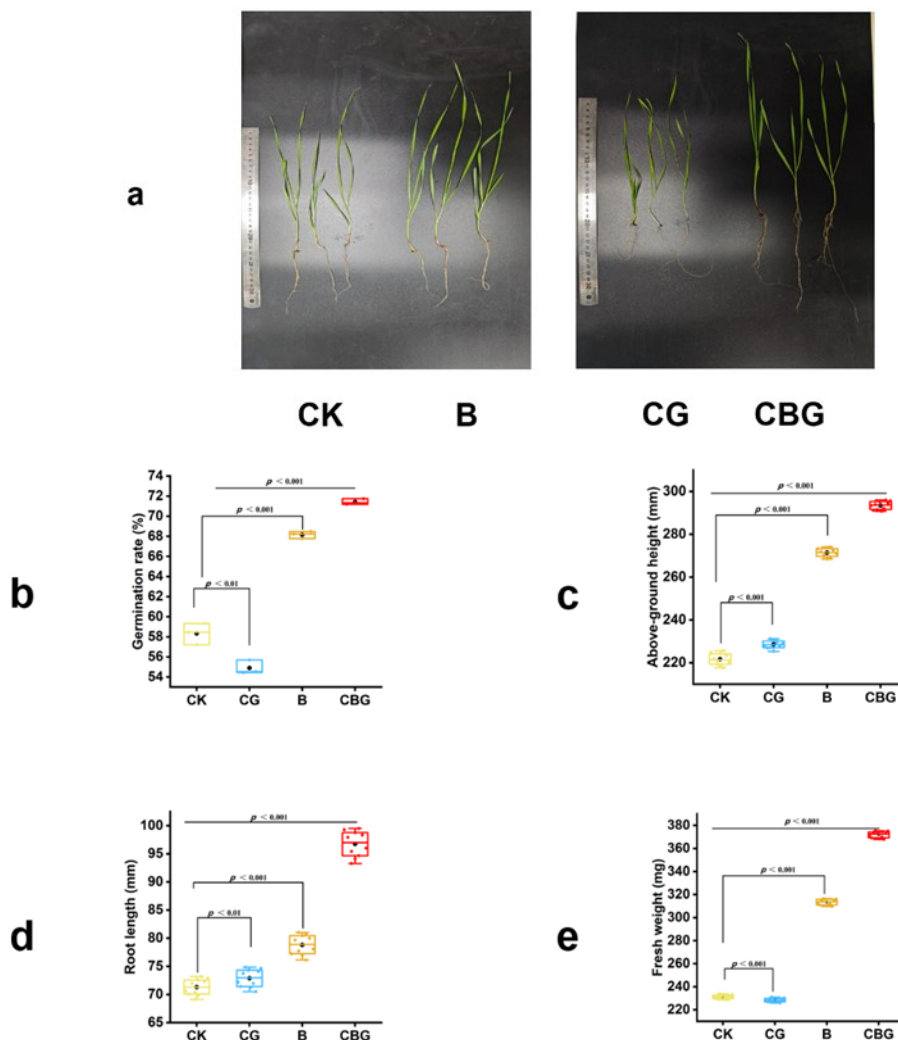 a
CK B CG CBG
b
Germination rate (%)
74
72
70
68
66
64
62
60
58
56
54
p < 0.001
p < 0.001
p < 0.01
CK CG B CBG
c
Above-ground height (mm)
300
280
260
240
220
p < 0.001
p < 0.001
p < 0.001
CK CG B CBG
d
Root length (mm)
100
95
90
85
80
75
70
65
p < 0.001
p < 0.001
p < 0.01
CK CG B CBG
e
Fresh weight (mg)
380
360
340
320
300
280
260
240
220
p < 0.001
p < 0.001
p < 0.001
CK CG B CBG